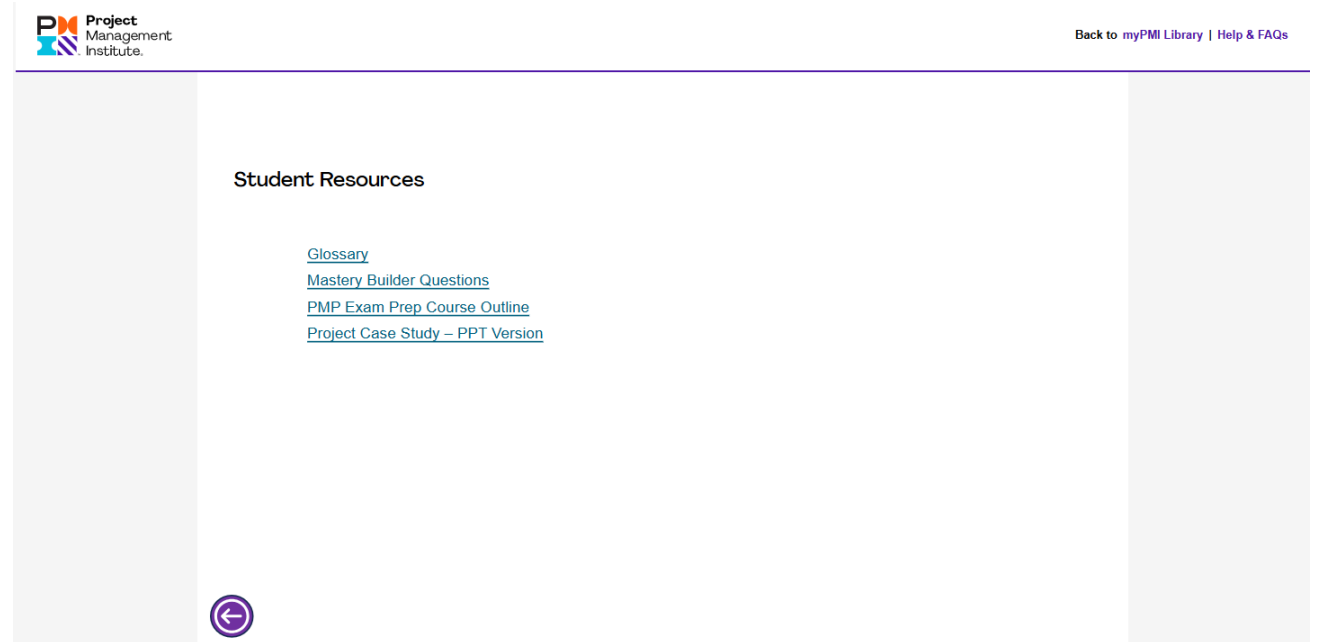 Project
Management
Institute.
Back to myPMI Library | Help & FAQs
Student Resources
Glossary
Mastery Builder Questions
PMP Exam Prep Course Outline
Project Case Study – PPT Version